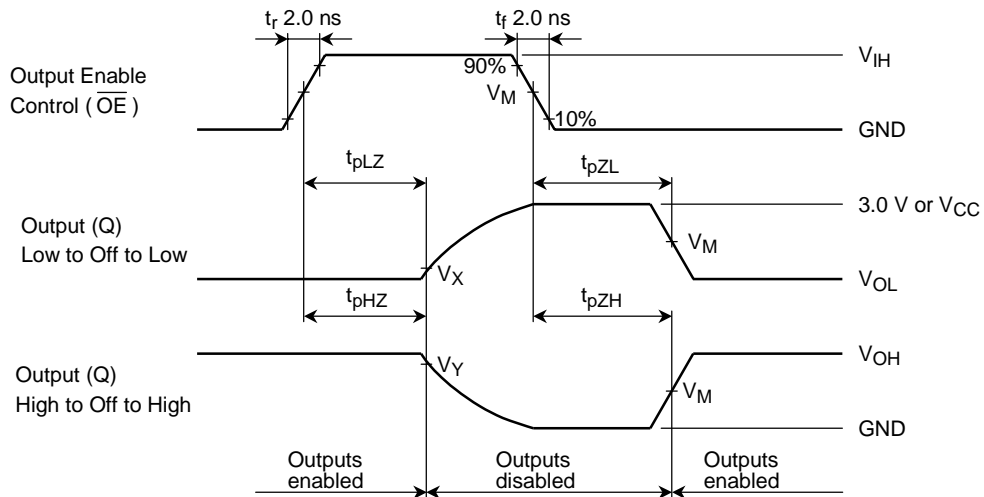 tr 2.0 ns
tf 2.0 ns
Output Enable
Control ( OE )
90%
VM
10%
VIH
GND
tpLZ
tpZL
3.0 V or VCC
Output (Q)
Low to Off to Low
VM
VX
VOL
tpHZ
tpZH
VOH
Output (Q)
High to Off to High
VY
VM
GND
Outputs
enabled
Outputs
disabled
Outputs
enabled